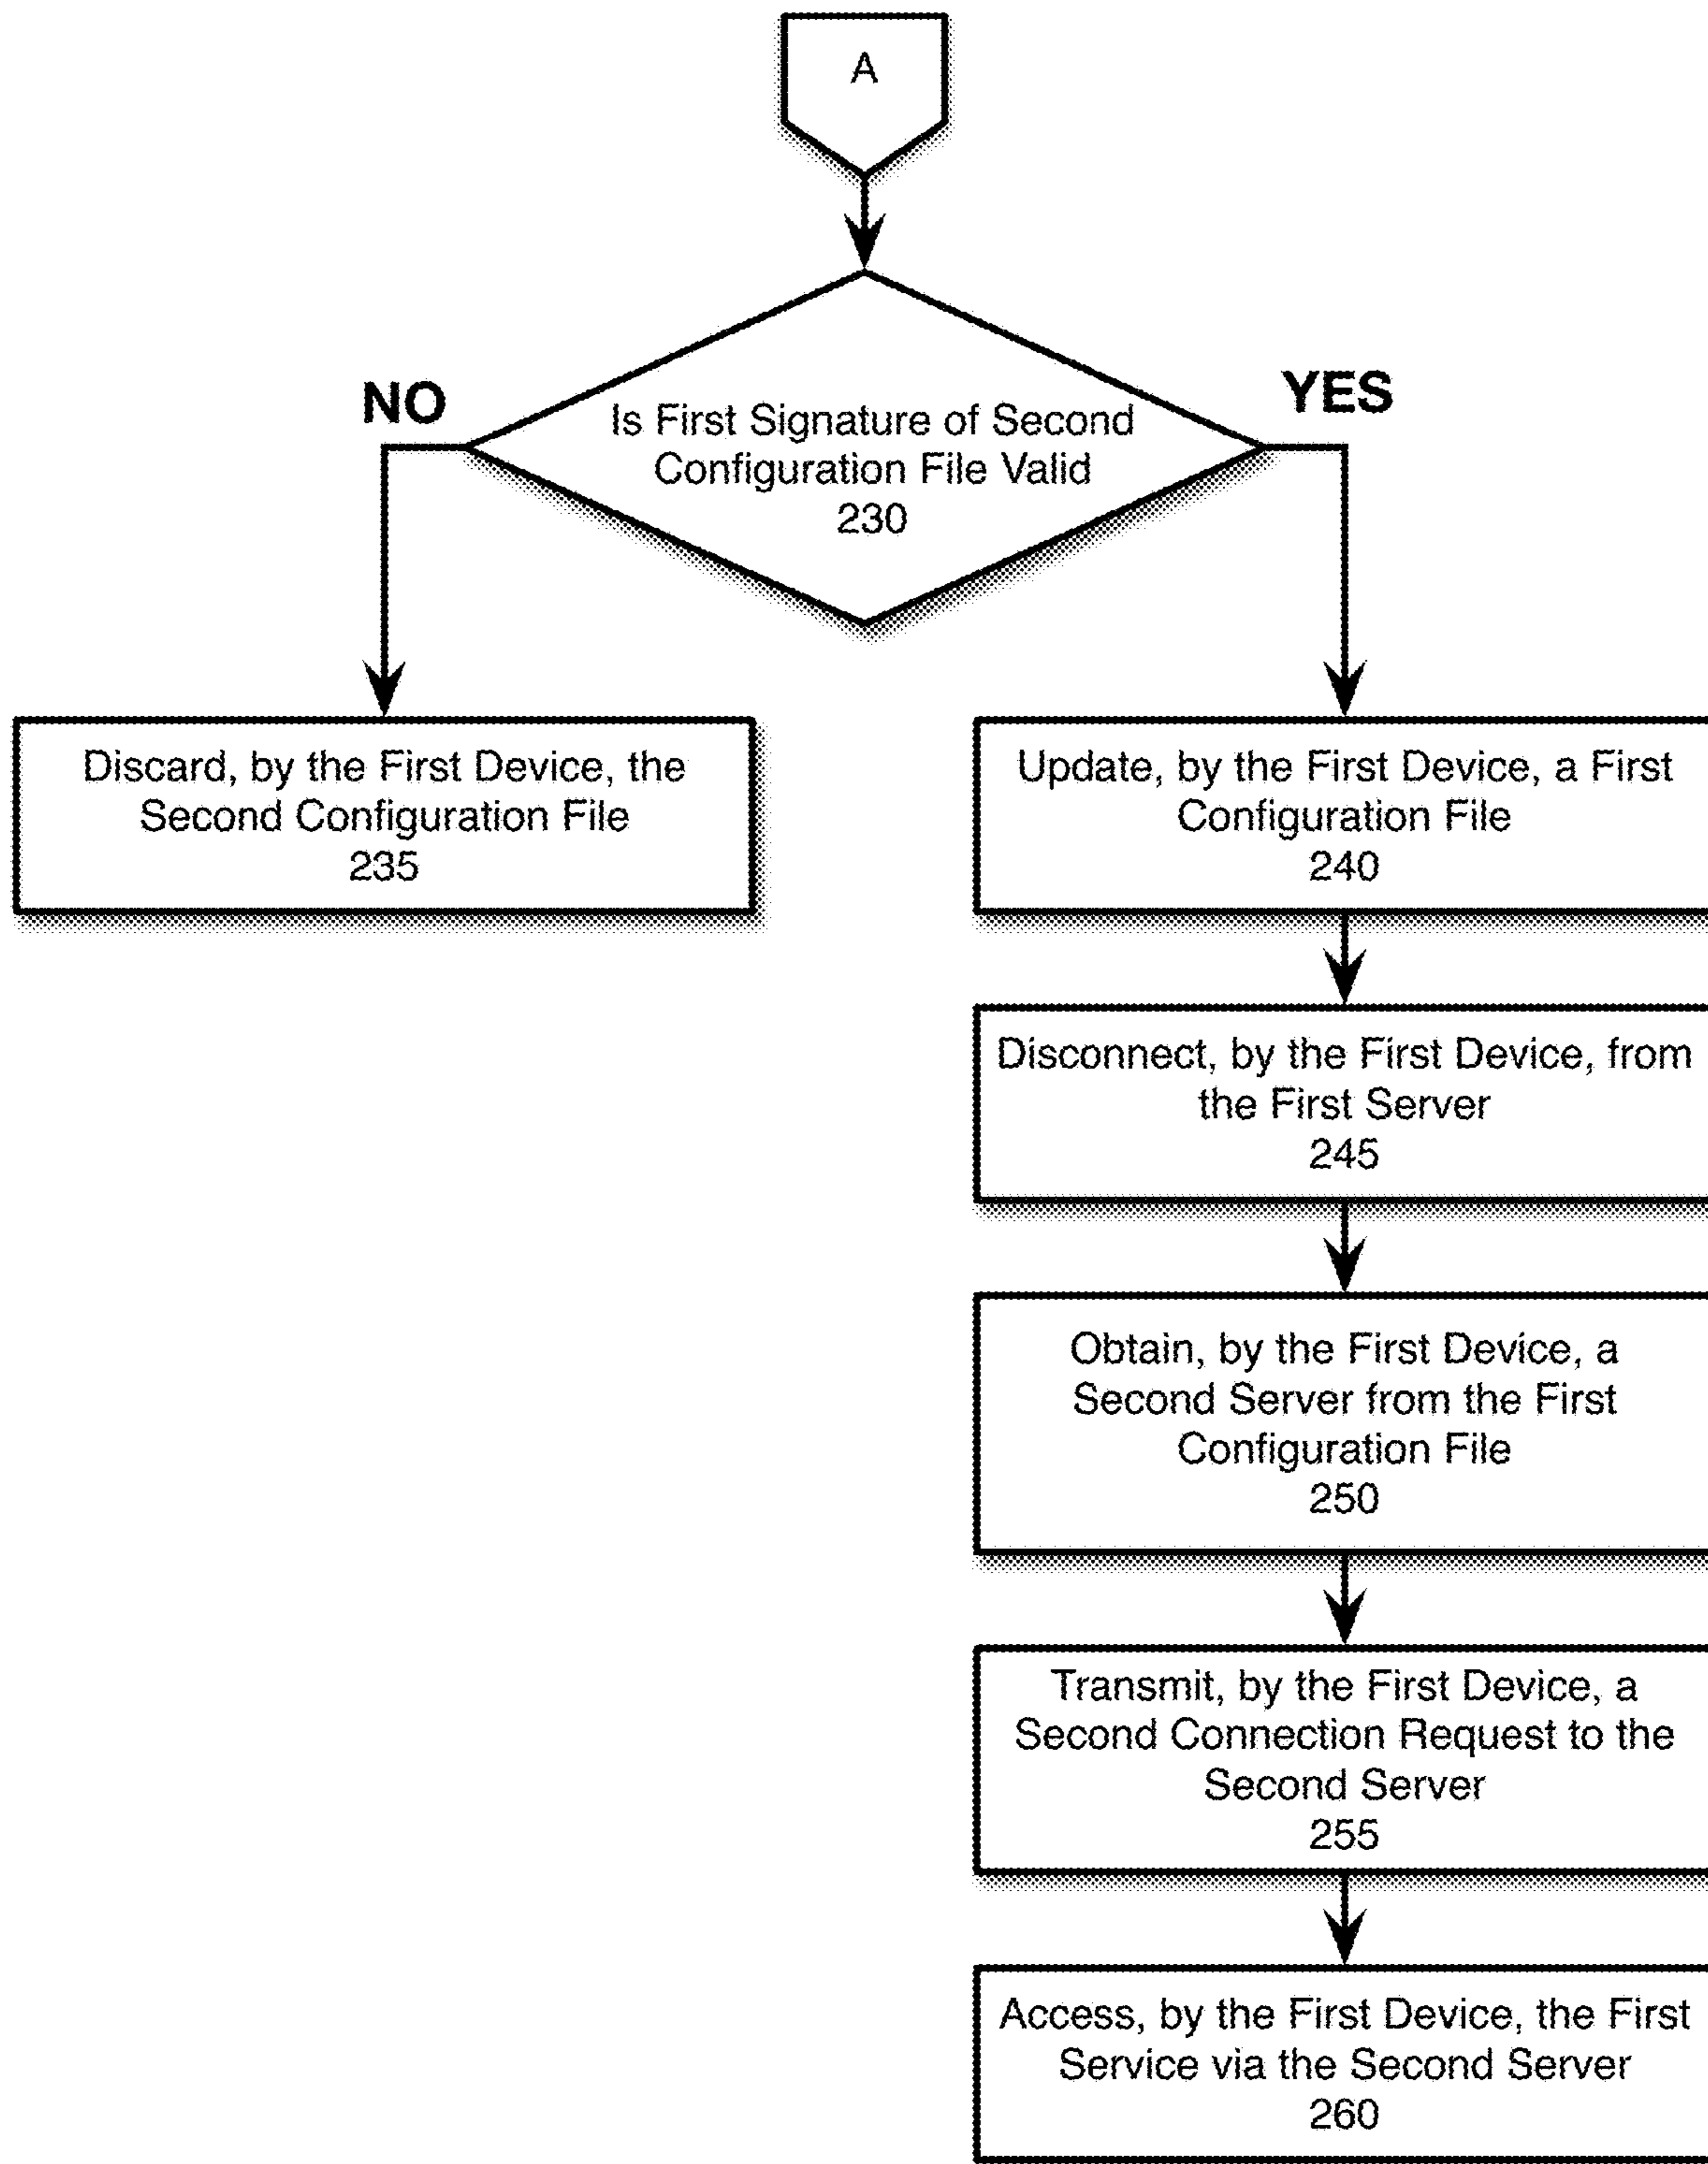 A
NO
YES
Is First Signature of Second
Configuration File Valid
230
Discard, by the First Device, the
Second Configuration File
235
Update, by the First Device, a First
Configuration File
240
Disconnect, by the First Device, from
the First Server
245
Obtain, by the First Device, a
Second Server from the First
Configuration File
250
Transmit, by the First Device, a
Second Connection Request to the
Second Server
255
Access, by the First Device, the First
Service via the Second Server
260